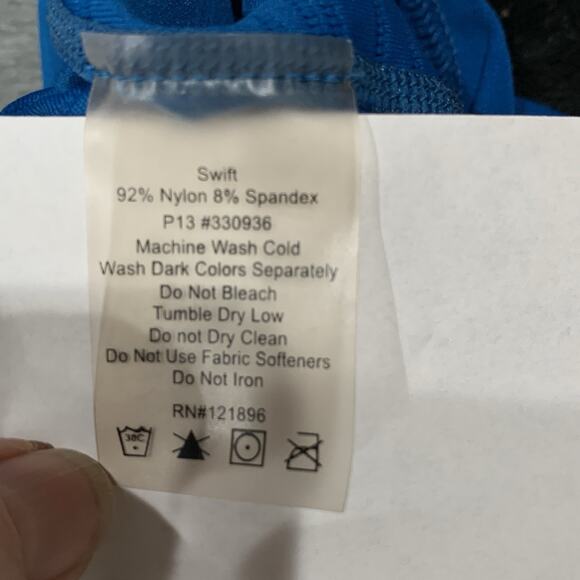 Swift
92% Nylon 8% Spandex
P13 #330936
Machine Wash Cold
Wash Dark Colors Separately
Do Not Bleach
Tumble Dry Low
Do not Dry Clean
Do Not Use Fabric Softeners
Do Not Iron
RN#121896
30C